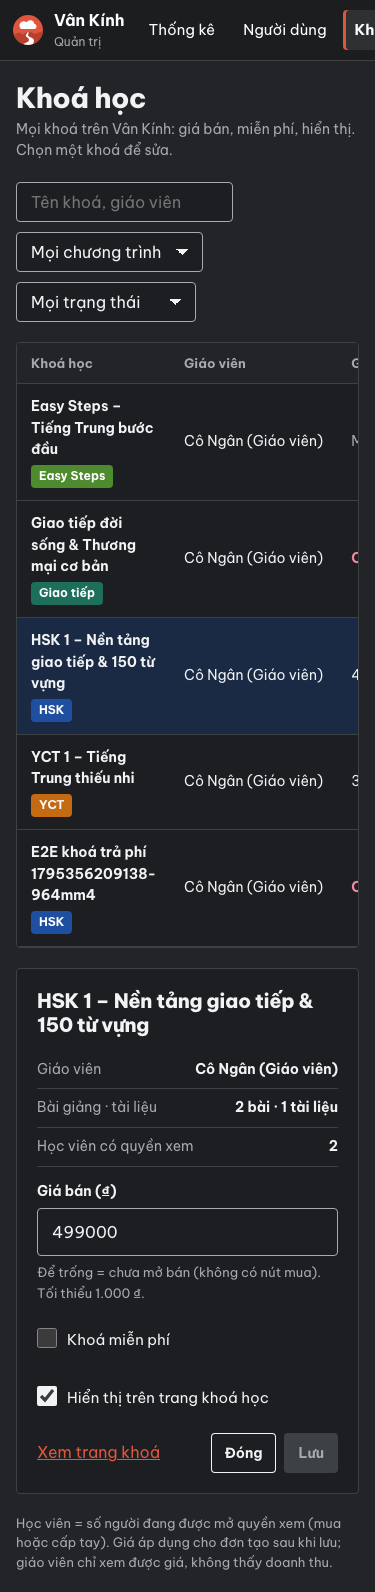 Vân Kính
Quản trị
Thống kê
Người dùng
Kh
Khoá học
Mọi khoá trên Vân Kính: giá bán, miễn phí, hiển thị.
Chọn một khoá để sửa.
Tên khoá, giáo viên
Mọi chương trình
Mọi trạng thái
Khoá học Giáo viên G
Easy Steps –
Tiếng Trung bước
đầu
Easy Steps
Cô Ngân (Giáo viên)
M
Giao tiếp đời
sống & Thương
mại cơ bản
Giao tiếp
Cô Ngân (Giáo viên)
C
HSK 1 – Nền tảng
giao tiếp & 150 từ
vựng
HSK
Cô Ngân (Giáo viên)
4
YCT 1 – Tiếng
Trung thiếu nhi
YCT
Cô Ngân (Giáo viên)
3
E2E khoá trả phí
1795356209138-
964mm4
HSK
Cô Ngân (Giáo viên)
C
HSK 1 – Nền tảng giao tiếp &
150 từ vựng
Giáo viên Cô Ngân (Giáo viên)
Bài giảng · tài liệu 2 bài · 1 tài liệu
Học viên có quyền xem 2
Giá bán (₫)
499000
Để trống = chưa mở bán (không có nút mua).
Tối thiểu 1.000 ₫.
Khoá miễn phí
Hiển thị trên trang khoá học
Xem trang khoá Đóng Lưu
Học viên = số người đang được mở quyền xem (mua
hoặc cấp tay). Giá áp dụng cho đơn tạo sau khi lưu;
giáo viên chỉ xem được giá, không thấy doanh thu.